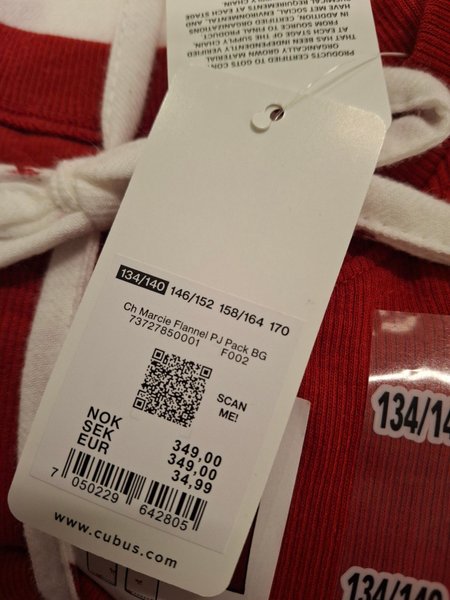 PRODUCTS CERTIFIED TO GOTS CON
ORGANICALLY GROWN MATERIAL
THAT HAS BEEN INDEPENDENTLY VERIFIED
AT EACH STAGE OF THE SUPPLY CHAIN,
FROM SOURCE TO FINAL PRODUCT.
IN ADDITION, CERTIFIED
MET SOCIAL, ENVIRONMENTAL
REQUIREMENTS AT EACH STAGE
134/140 146/152 158/164 170
Ch Marcie Flannel PJ Pack BG
73727850001 F002
SCAN
ME!
NOK 349,00
SEK 349,00
EUR 34,99
7 050229 642805
www.cubus.com
134/14
134/140